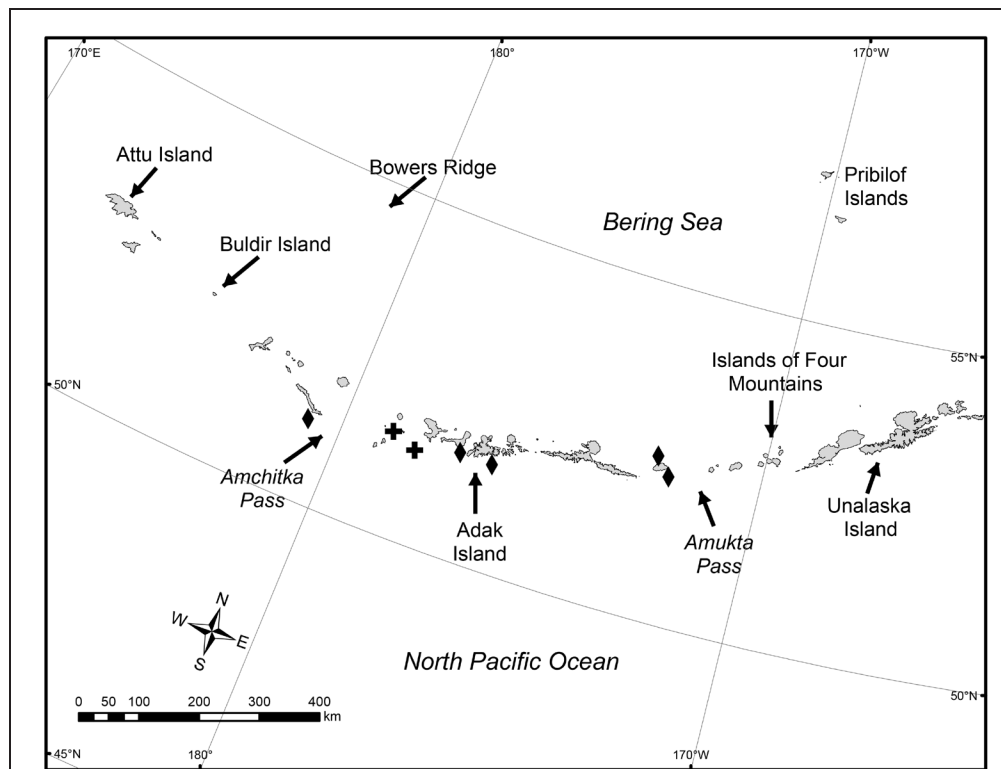 170°E
180°
170°W
Attu Island
Bowers Ridge
Pribilof
Islands
Bering Sea
Buldir Island
55°N
Islands of Four
Mountains
50°N
Amchitka
Pass
Adak
Island
Amukta
Pass
Unalaska
Island
N
W
E
S
North Pacific Ocean
0 50 100 200 300 400
km
50°N
45°N
180°
170°W